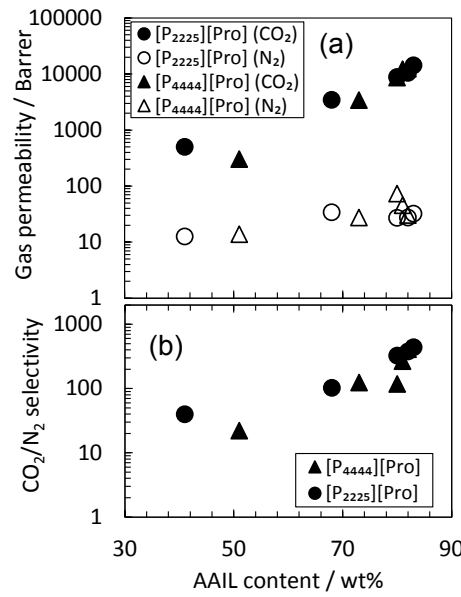 [P₂₂₂₅][Pro] (CO₂)
[P₂₂₂₅][Pro] (N₂)
[P₄₄₄₄][Pro] (CO₂)
[P₄₄₄₄][Pro] (N₂)
(a)
Gas permeability / Barrer
100000
10000
1000
100
10
1
(b)
CO₂/N₂ selectivity
1000
100
10
1
[P₄₄₄₄][Pro]
[P₂₂₂₅][Pro]
30 50 70 90
AAIL content / wt%